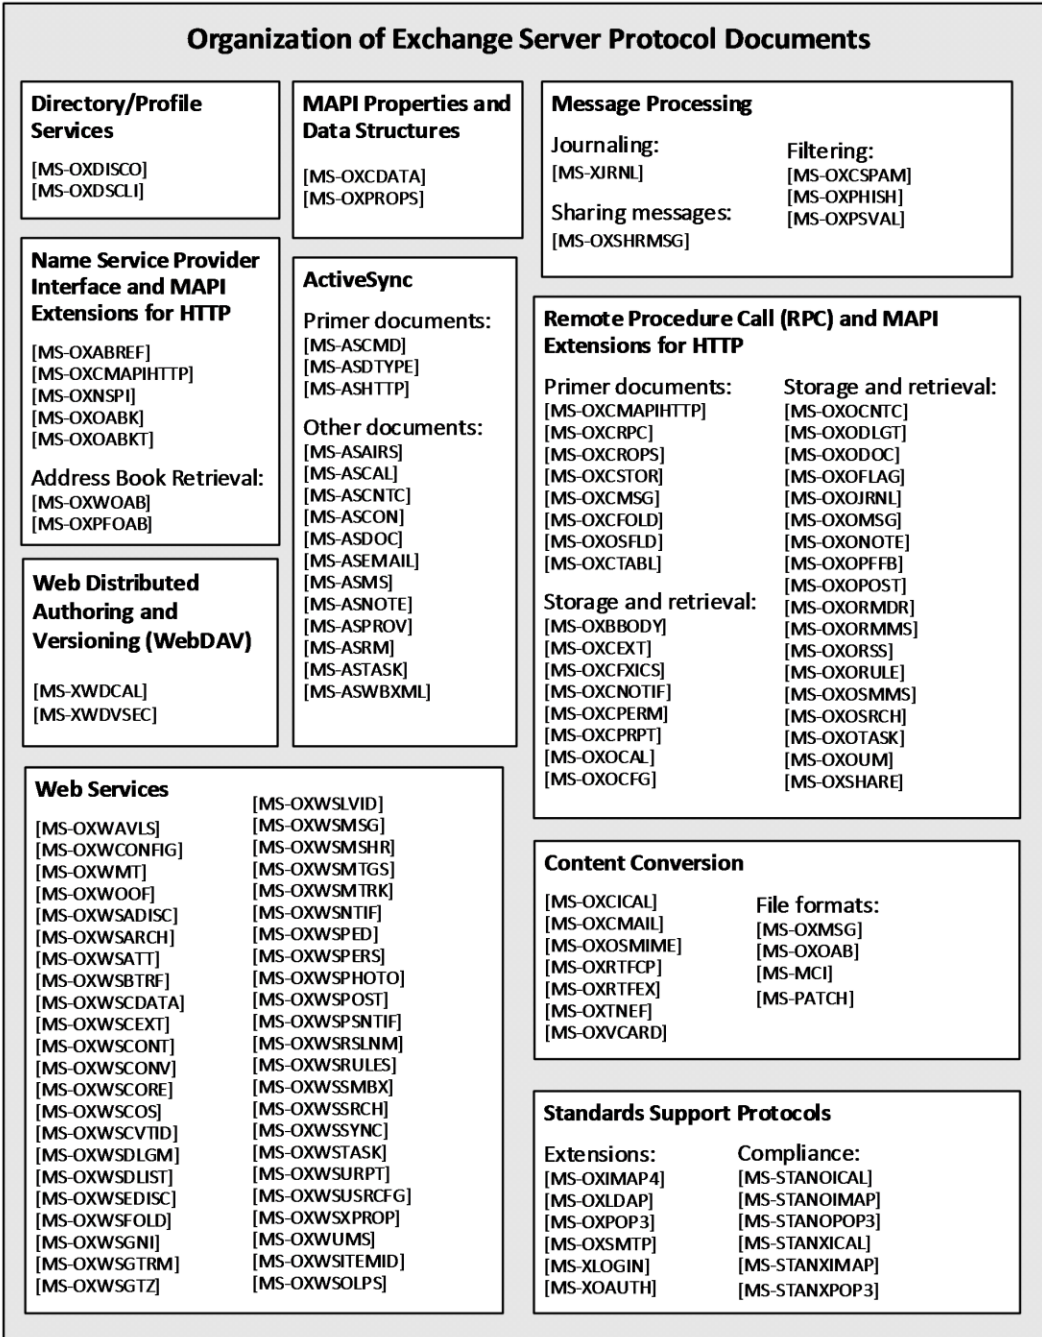 Organization of Exchange Server Protocol Documents
Directory/Profile
Services
[MS-OXDISCO]
[MS-OXDSCLI]
MAPI Properties and
Data Structures
[MS-OXCDATA]
[MS-OXPROPS]
Message Processing
Journaling:
[MS-XJRNL]
Sharing messages:
[MS-OXSHRMSG]
Filtering:
[MS-OXCSPAM]
[MS-OXPHISH]
[MS-OXPSVAL]
Name Service Provider
Interface and MAPI
Extensions for HTTP
[MS-OXABREF]
[MS-OXCMAPIHTTP]
[MS-OXNSPI]
[MS-OXOABK]
[MS-OXOABKT]
Address Book Retrieval:
[MS-OXWOAB]
[MS-OXPFOAB]
ActiveSync
Primer documents:
[MS-ASCMD]
[MS-ASDTYPE]
[MS-ASHTTP]
Other documents:
[MS-ASAIRS]
[MS-ASCAL]
[MS-ASCNTC]
[MS-ASCON]
[MS-ASDOC]
[MS-ASEMAIL]
[MS-ASMS]
[MS-ASNOTE]
[MS-ASPROV]
[MS-ASRM]
[MS-ASTASK]
[MS-ASWBXML]
Remote Procedure Call (RPC) and MAPI
Extensions for HTTP
Primer documents:
[MS-OXCMAPIHTTP]
[MS-OXCRPC]
[MS-OXCROPS]
[MS-OXCSTOR]
[MS-OXCMSG]
[MS-OXCFOLD]
[MS-OXOSFLD]
[MS-OXCTABL]
Storage and retrieval:
[MS-OXBBODY]
[MS-OXCEXT]
[MS-OXCFXICS]
[MS-OXCNOTIF]
[MS-OXCPERM]
[MS-OXCPRPT]
[MS-OXOCAL]
[MS-OXOCFG]
Storage and retrieval:
[MS-OXOCNTC]
[MS-OXODLGT]
[MS-OXODOC]
[MS-OXOFLAG]
[MS-OXOJRNL]
[MS-OXOMSG]
[MS-OXONOTE]
[MS-OXOPFFB]
[MS-OXOPOST]
[MS-OXORMDR]
[MS-OXORMMS]
[MS-OXORSS]
[MS-OXORULE]
[MS-OXOSMMS]
[MS-OXOSRCH]
[MS-OXOTASK]
[MS-OXOUM]
[MS-OXSHARE]
Web Distributed
Authoring and
Versioning (WebDAV)
[MS-XWDCAL]
[MS-XWDVSEC]
Web Services
[MS-OXWAVLS]
[MS-OXWCONFIG]
[MS-OXWMT]
[MS-OXWOOF]
[MS-OXWSADISC]
[MS-OXWSARCH]
[MS-OXWSATT]
[MS-OXWSBTRF]
[MS-OXWSCDATA]
[MS-OXWSCEXT]
[MS-OXWSCONT]
[MS-OXWSCONV]
[MS-OXWSCORE]
[MS-OXWSCOS]
[MS-OXWSCVTID]
[MS-OXWSDLGM]
[MS-OXWSDLIST]
[MS-OXWSEDISC]
[MS-OXWSFOLD]
[MS-OXWSGNI]
[MS-OXWSGTRM]
[MS-OXWSGTZ]
[MS-OXWSLVID]
[MS-OXWSMSG]
[MS-OXWSMSHR]
[MS-OXWSMTGS]
[MS-OXWSMTRK]
[MS-OXWSNTIF]
[MS-OXWSPED]
[MS-OXWSPERS]
[MS-OXWSPHOTO]
[MS-OXWSPOST]
[MS-OXWSPSNTIF]
[MS-OXWSRSLNM]
[MS-OXWSRULES]
[MS-OXWSSMBX]
[MS-OXWSSRCH]
[MS-OXWSSYNC]
[MS-OXWSTASK]
[MS-OXWSURPT]
[MS-OXWSUSRCFG]
[MS-OXWSXPROP]
[MS-OXWUMS]
[MS-OXWSITEMID]
[MS-OXWSOLPS]
Content Conversion
[MS-OXCICAL]
[MS-OXCMAIL]
[MS-OXOSMIME]
[MS-OXRTFCP]
[MS-OXRTFEX]
[MS-OXTNEF]
[MS-OXVCARD]
File formats:
[MS-OXMSG]
[MS-OXOAB]
[MS-MCI]
[MS-PATCH]
Standards Support Protocols
Extensions:
[MS-OXIMAP4]
[MS-OXLDAP]
[MS-OXPOP3]
[MS-OXSMTP]
[MS-XLOGIN]
[MS-XOAUTH]
Compliance:
[MS-STANOICAL]
[MS-STANOIMAP]
[MS-STANOPOP3]
[MS-STANXICAL]
[MS-STANXIMAP]
[MS-STANXPOP3]